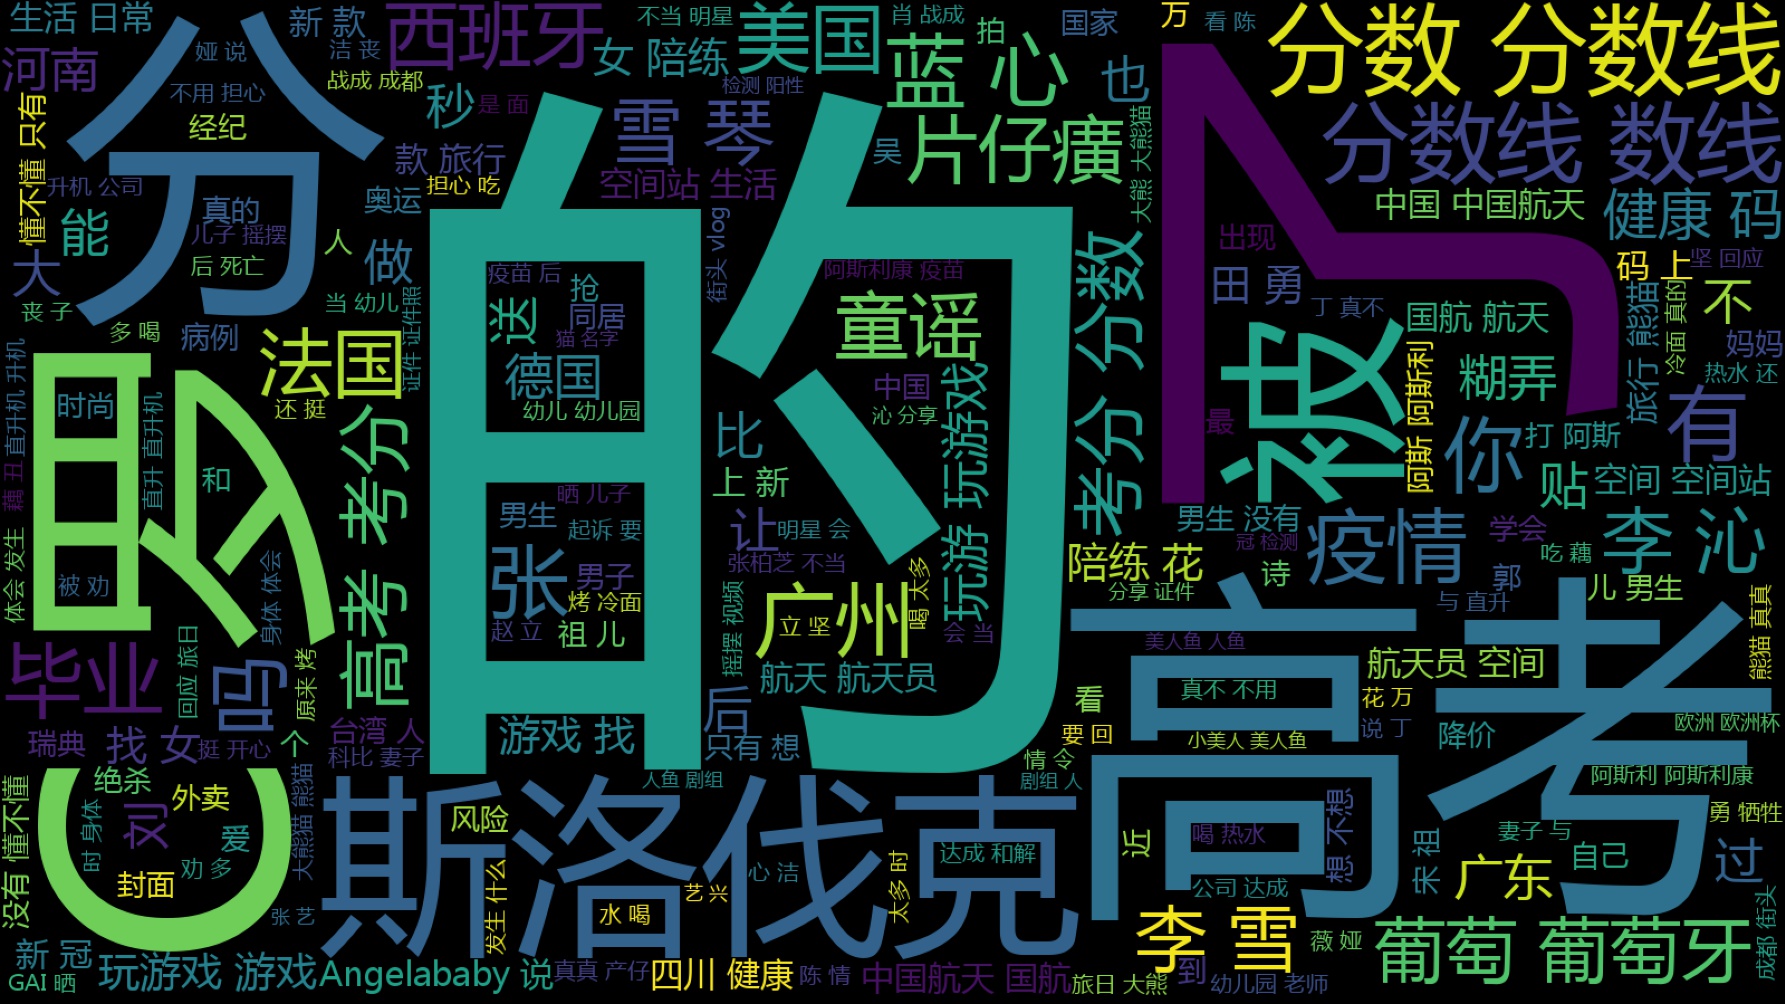 生活 日常
新 款
西班牙
不当 明星
美国
肖 战成
拍
国家
万
看 陈
分数 分数线
河南
分
娅 说
洁 丧
战成 成都
女 陪练
蓝 心
也
不用 担心
经纪
秒
是 面
检测 阳性
雪 琴
片仔癀
大熊 大熊猫
了
分数线 数线
懂不懂 只有
升机 公司
款 旅行
担心 吃
吴
空间站 生活
奥运
中国 中国航天
健康 码
能
真的
儿子 摇摆
后 死亡
人
做
的
街头 vlog
出现
码 上
坚 回应
大
疫苗 后
阿斯利康 疫苗
考分 分数
田 勇
丁 真不
旅行 熊猫
不
丧 子
当 幼儿
证件 证件照
送
抢
同居
童谣
国航 航天
冷面 真的
妈妈
多 喝
病例
法国
猫 名字
德国
中国
玩游 玩游戏
被
阿斯 阿斯利
糊弄
热水 还
直升机 升机
罗
时尚
直升 直升机
还 挺
高考 考分
幼儿 幼儿园
沁 分享
比
最
你
打 阿斯
有
藕 丑
和
上 新
贴
空间 空间站
体会 发生
被 劝
身体 体会
晒 儿子
男生
起诉 要
让
明星 会
男生 没有
冠 检测
疫情
学会
吃 藕
李 沁
张
男子
烤 冷面
张柏芝 不当
陪练 花
分享 证件
诗
郭
儿 男生
赵 立
祖 儿
摇摆 视频
广州
立 坚
喝 太多
会 当
高考
与 直升
熊猫 真真
毕业
回应 旅日
吗
原来 烤
航天 航天员
美人鱼 人鱼
航天员 空间
瑞典
找 女
挺 开心
个
台湾 人
科比 妻子
游戏 找
后
只有 想
看
要 回
真不 不用
小美人 美人鱼
花 万
说 丁
降价
欧洲 欧洲杯
没有 懂不懂
C
绝杀
大熊猫 熊猫
斯洛伐克
人鱼 剧组
情 令
剧组 人
阿斯利 阿斯利康
时 身体
刘
外卖
爱
劝 多
封面
风险
达成 和解
近
喝 热水
想 不想
宋 祖
妻子 与
勇 牺牲
自己
过
张 艺
发生 什么
水 喝
艺 兴
心 洁
太多 时
公司 达成
广东
新 冠
GAI 晒
玩游戏 游戏
Angelababy 说
真真 产仔
四川 健康
陈 情
中国航天 国航
旅日 大熊
李 雪
到
薇 娅
幼儿园 老师
葡萄 葡萄牙
成都 街头